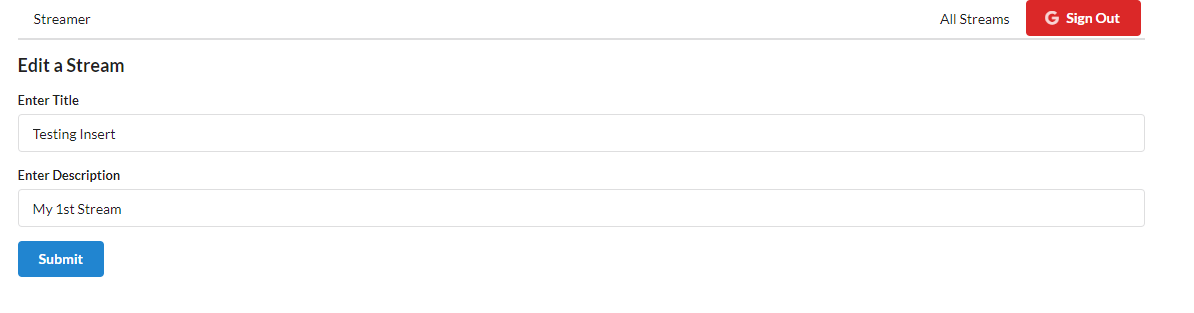 Streamer All Streams Sign Out
Edit a Stream
Enter Title
Testing Insert
Enter Description
My 1st Stream
Submit